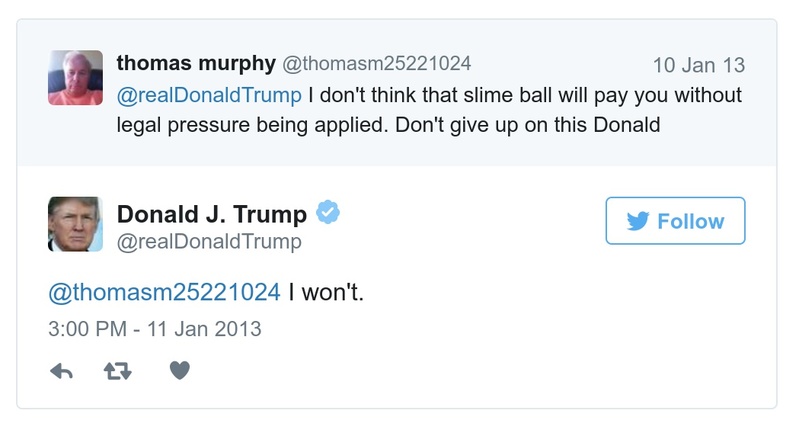 thomas murphy @thomasm25221024 10 Jan 13
@realDonaldTrump I don't think that slime ball will pay you without
legal pressure being applied. Don't give up on this Donald
Donald J. Trump
@realDonaldTrump
Follow
@thomasm25221024 I won't.
3:00 PM - 11 Jan 2013